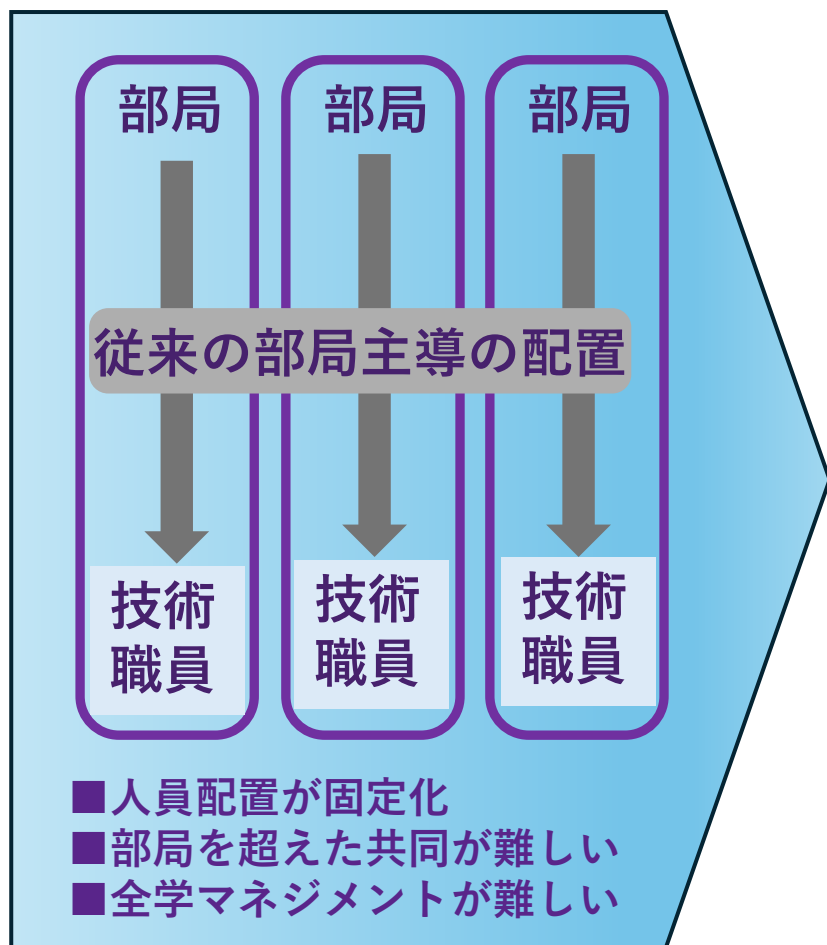 部局
部局
部局
従来の部局主導の配置
技術
職員
技術
職員
技術
職員
■人員配置が固定化
■部局を超えた共同が難しい
■全学マネジメントが難しい